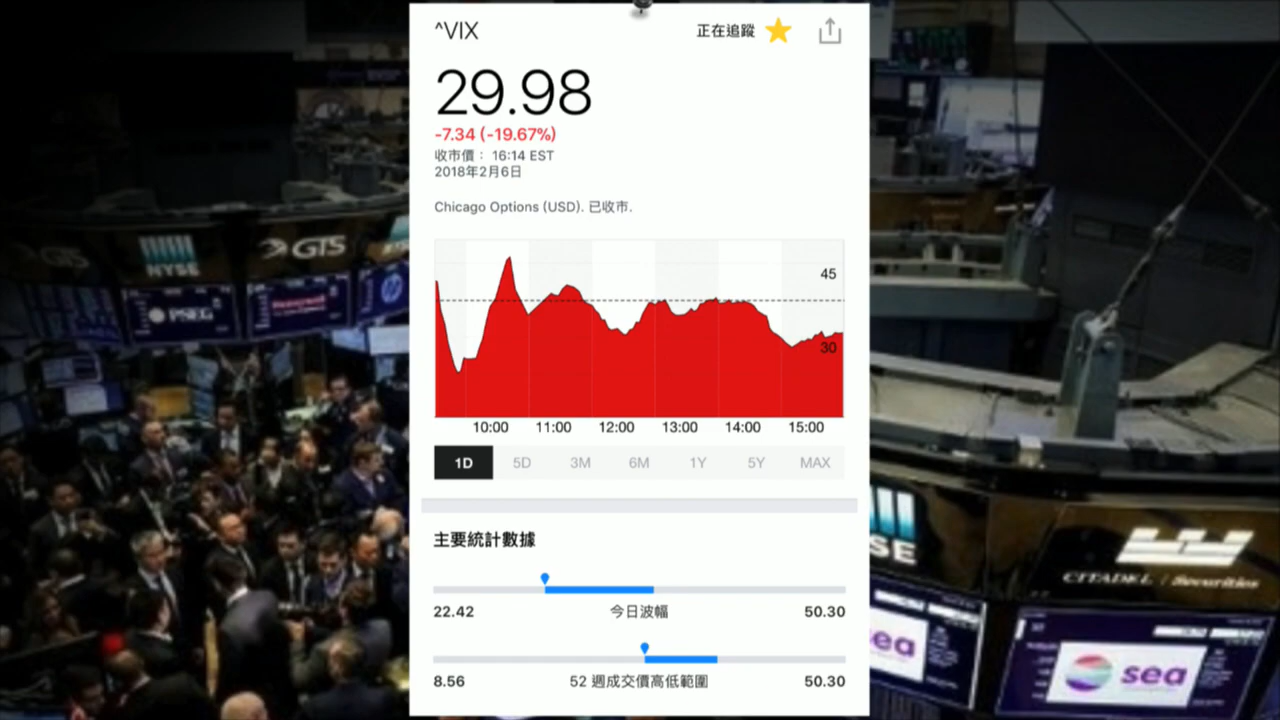 ^VIX
正在追蹤
29.98
-7.34 (-19.67%)
收市價： 16:14 EST
2018年2月6日
Chicago Options (USD). 已收市.
45
30
10:00 11:00 12:00 13:00 14:00 15:00
1D 5D 3M 6M 1Y 5Y MAX
主要統計數據
22.42 今日波幅 50.30
8.56 52 週成交價高低範圍 50.30
NYSE
GTS
PSEG
hp
SE
CITADEL / Securities
ea
sea